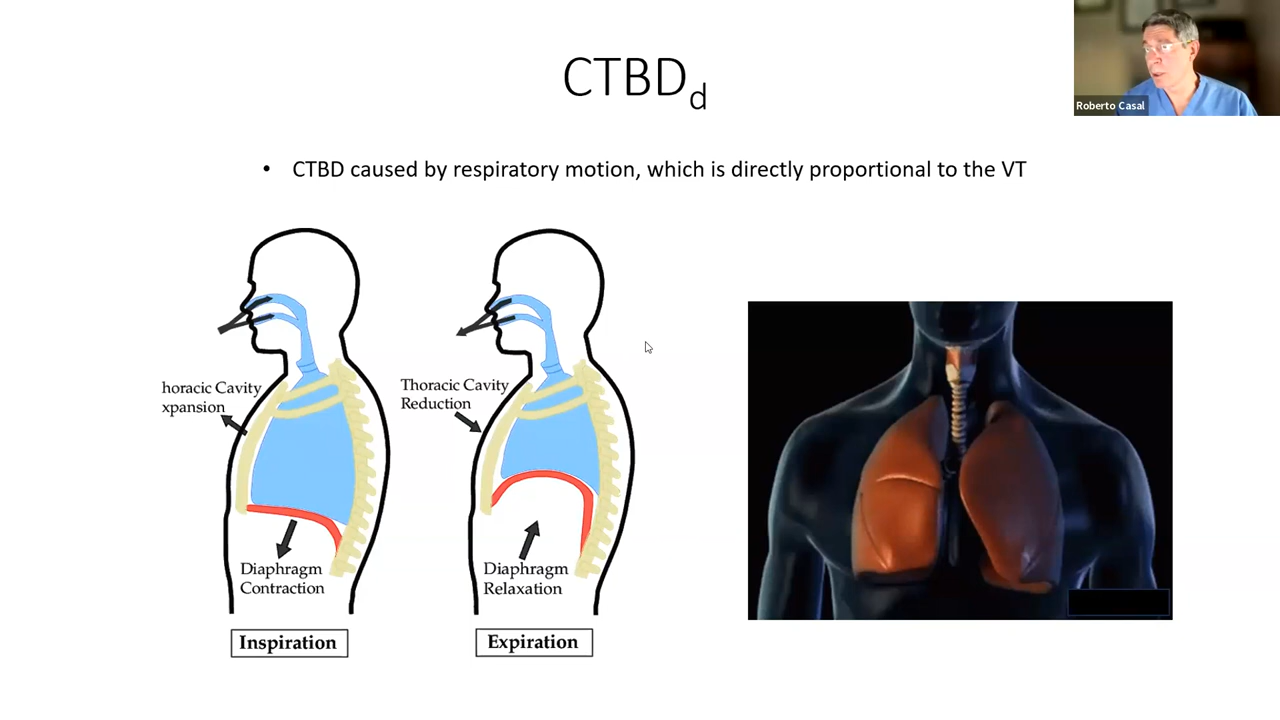 CTBDd
Roberto Casal
• CTBD caused by respiratory motion, which is directly proportional to the VT
horacic Cavity
xpansion
Thoracic Cavity
Reduction
Diaphragm
Contraction
Diaphragm
Relaxation
Inspiration
Expiration